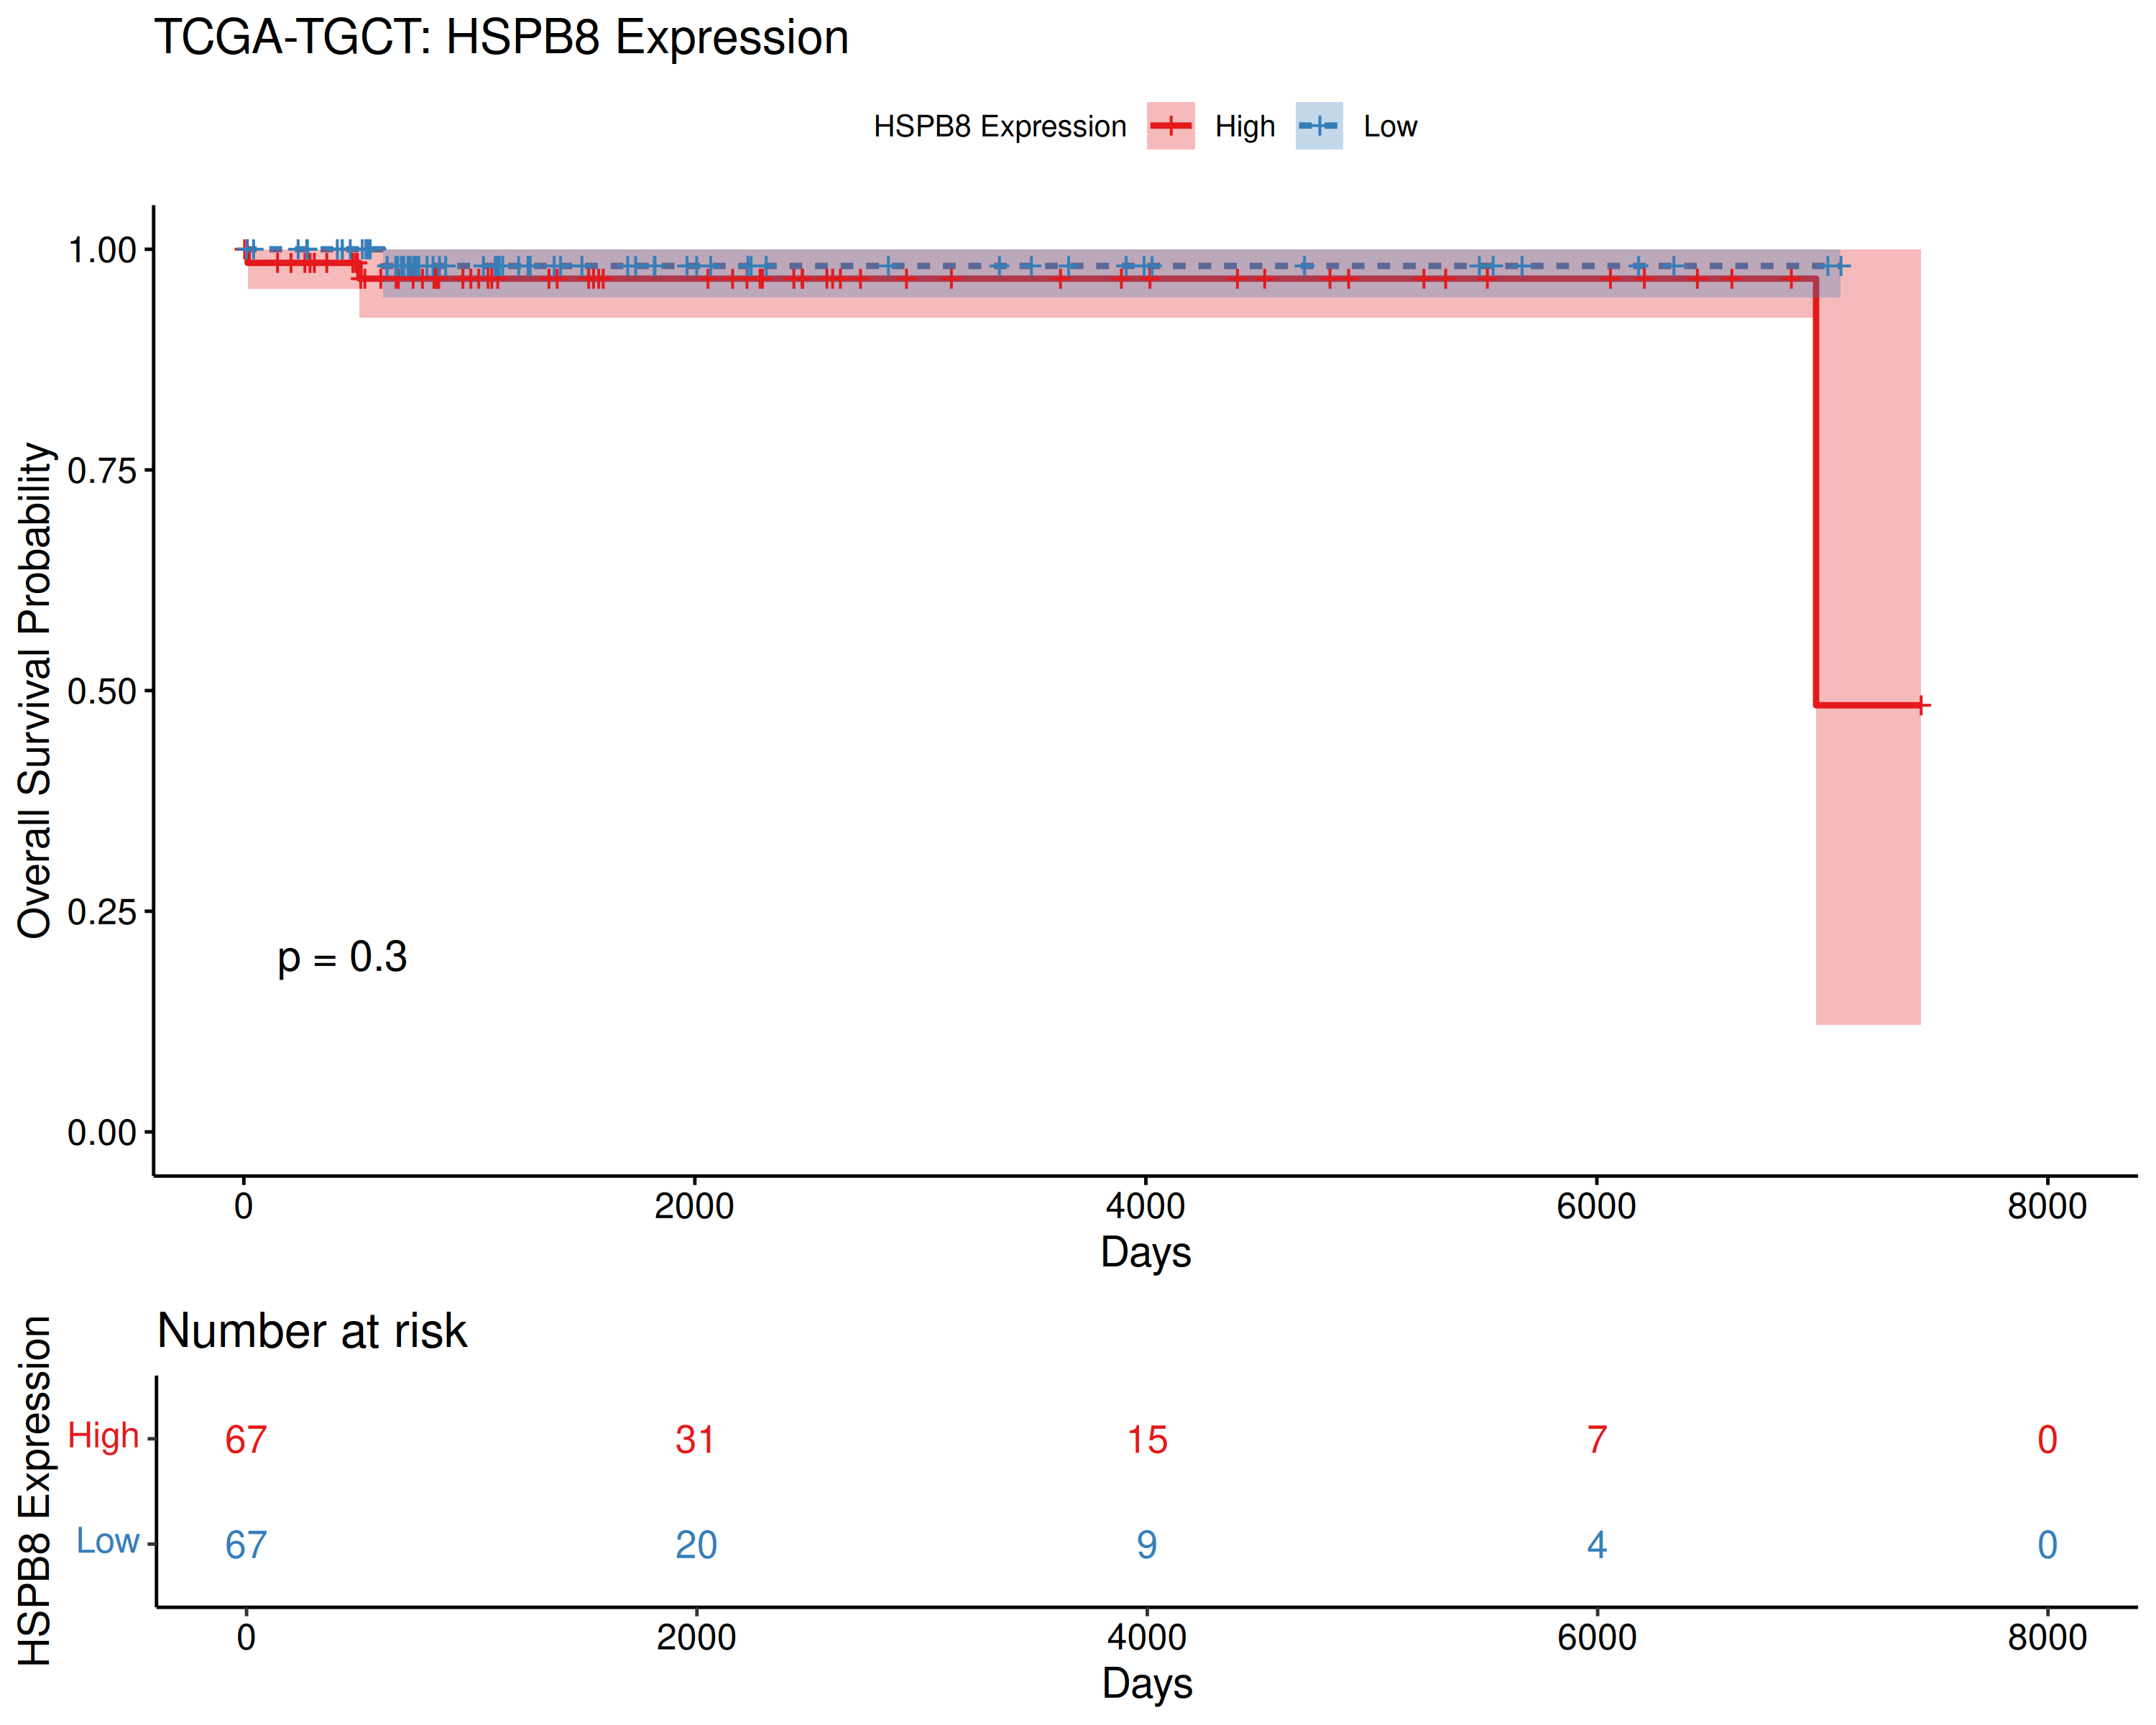 TCGA-TGCT: HSPB8 Expression
HSPB8 Expression High Low
1.00
0.75
0.50
0.25
0.00
Overall Survival Probability
p = 0.3
0 2000 4000 6000 8000
Days
Number at risk
HSPB8 Expression
High 67 31 15 7 0
Low 67 20 9 4 0
0 2000 4000 6000 8000
Days